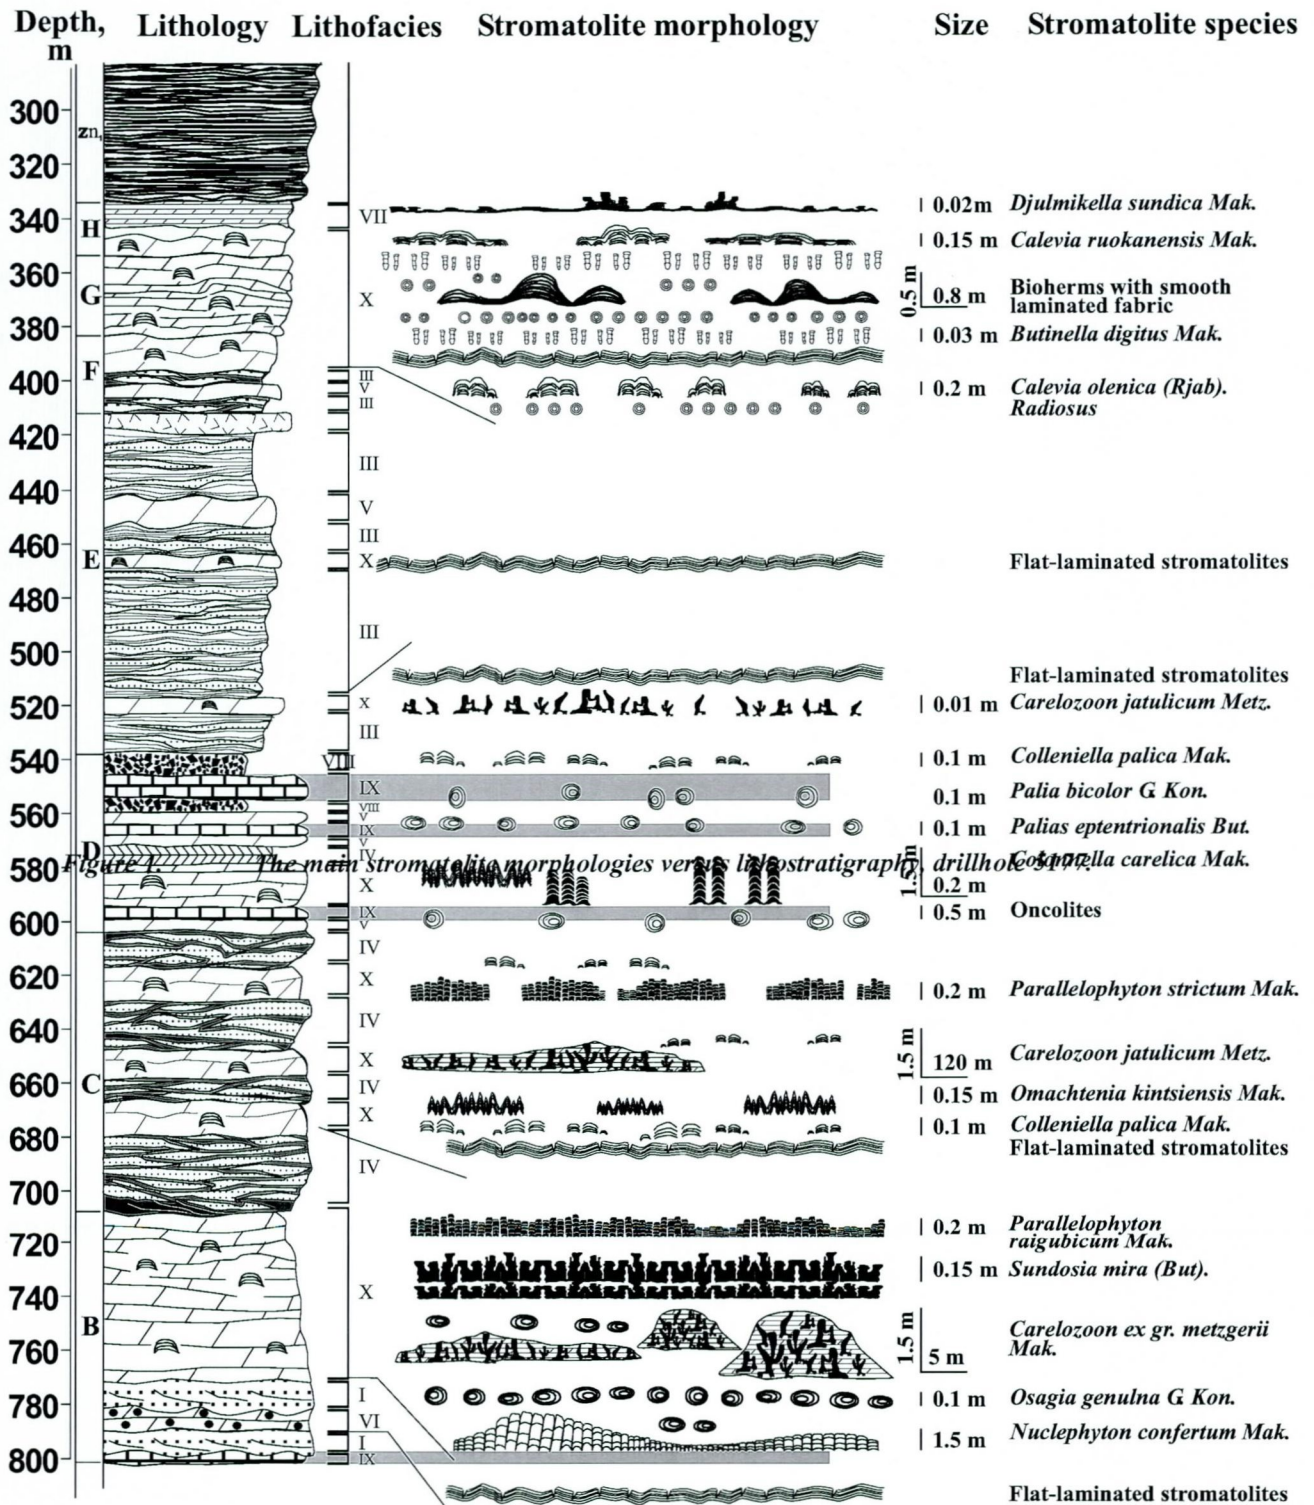 Depth, m Lithology Lithofacies Stromatolite morphology Size Stromatolite species
300
zn,
320
340
H
VII
0.02m Djulmikella sundica Mak.
0.15 m Calevia ruokanensis Mak.
360
G
X
0.5 m
0.8 m Bioherms with smooth
laminated fabric
380
0.03 m Butinella digitus Mak.
F
III
400
V
0.2 m Calevia olenica (Rjab).
III
Radiosus
420
III
440
V
III
460
E
X
Flat-laminated stromatolites
480
III
500
Flat-laminated stromatolites
520
X
0.01 m Carelozoon jatulicum Metz.
III
540
VIII
0.1 m Colleniella palica Mak.
IX
0.1 m Palia bicolor G. Kon.
VIII
560
V
IX
0.1 m Palias eptentrionalis But.
D
V
IV
Figure 1. The main stromatolite morphologies versus lithostratigraphy, drillhole 5177.
carelica Mak.
580
X
0.2 m
IX
0.5 m Oncolites
600
V
IV
620
X
0.2 m Parallelophyton strictum Mak.
640
IV
1.5 m
X
120 m Carelozoon jatulicum Metz.
660
C
IV
0.15 m Omachtenia kintsiensis Mak.
X
0.1 m Colleniella palica Mak.
680
Flat-laminated stromatolites
IV
700
0.2 m Parallelophyton
raigubicum Mak.
720
0.15 m Sundosia mira (But).
740
X
B
1.5 m
5 m Carelozoon ex gr. metzgerii
Mak.
760
780
I
0.1 m Osagia genulna G. Kon.
VI
1.5 m Nuclephyton confertum Mak.
I
800
IX
Flat-laminated stromatolites